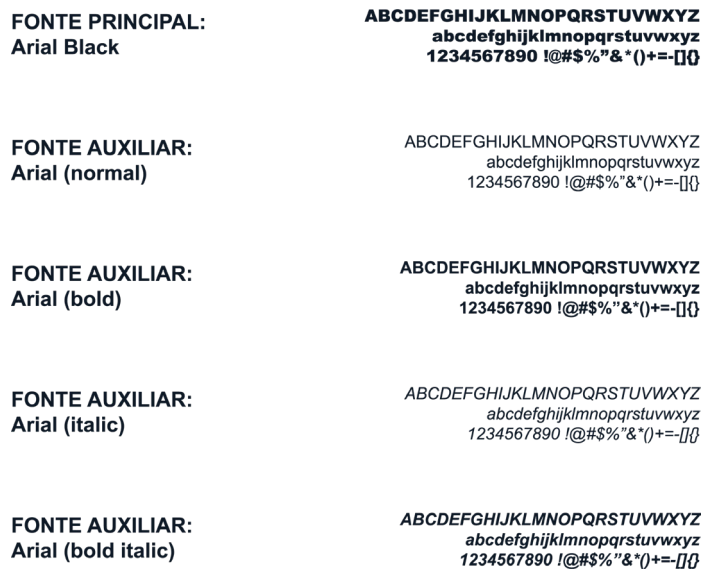 FONTE PRINCIPAL:
Arial Black
ABCDEFGHIJKLMNOPQRSTUVWXYZ
abcdefghijklmnopqrstuvwxyz
1234567890 !@#$%”&*()+=-[]{}
FONTE AUXILIAR:
Arial (normal)
ABCDEFGHIJKLMNOPQRSTUVWXYZ
abcdefghijklmnopqrstuvwxyz
1234567890 !@#$%”&*()+=-[]{}
FONTE AUXILIAR:
Arial (bold)
ABCDEFGHIJKLMNOPQRSTUVWXYZ
abcdefghijklmnopqrstuvwxyz
1234567890 !@#$%”&*()+=-[]{}
FONTE AUXILIAR:
Arial (italic)
ABCDEFGHIJKLMNOPQRSTUVWXYZ
abcdefghijklmnopqrstuvwxyz
1234567890 !@#$%”&*()+=-[]{}
FONTE AUXILIAR:
Arial (bold italic)
ABCDEFGHIJKLMNOPQRSTUVWXYZ
abcdefghijklmnopqrstuvwxyz
1234567890 !@#$%”&*()+=-[]{}